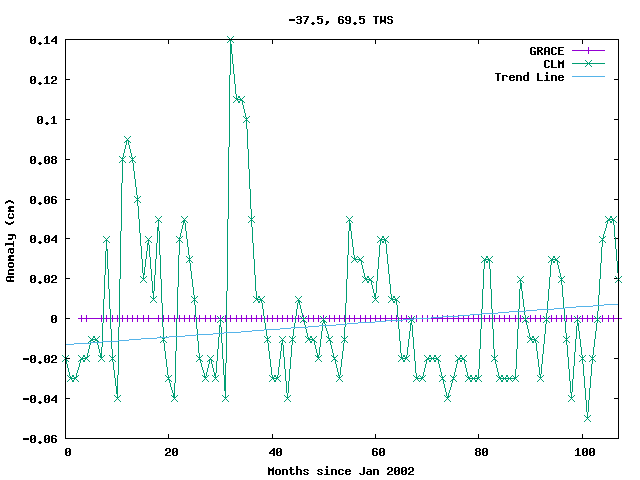 -37.5, 69.5 TWS
GRACE
CLM
Trend Line
0.14
0.12
0.1
0.08
0.06
0.04
0.02
0
-0.02
-0.04
-0.06
Anomaly (cm)
0 20 40 60 80 100
Months since Jan 2002